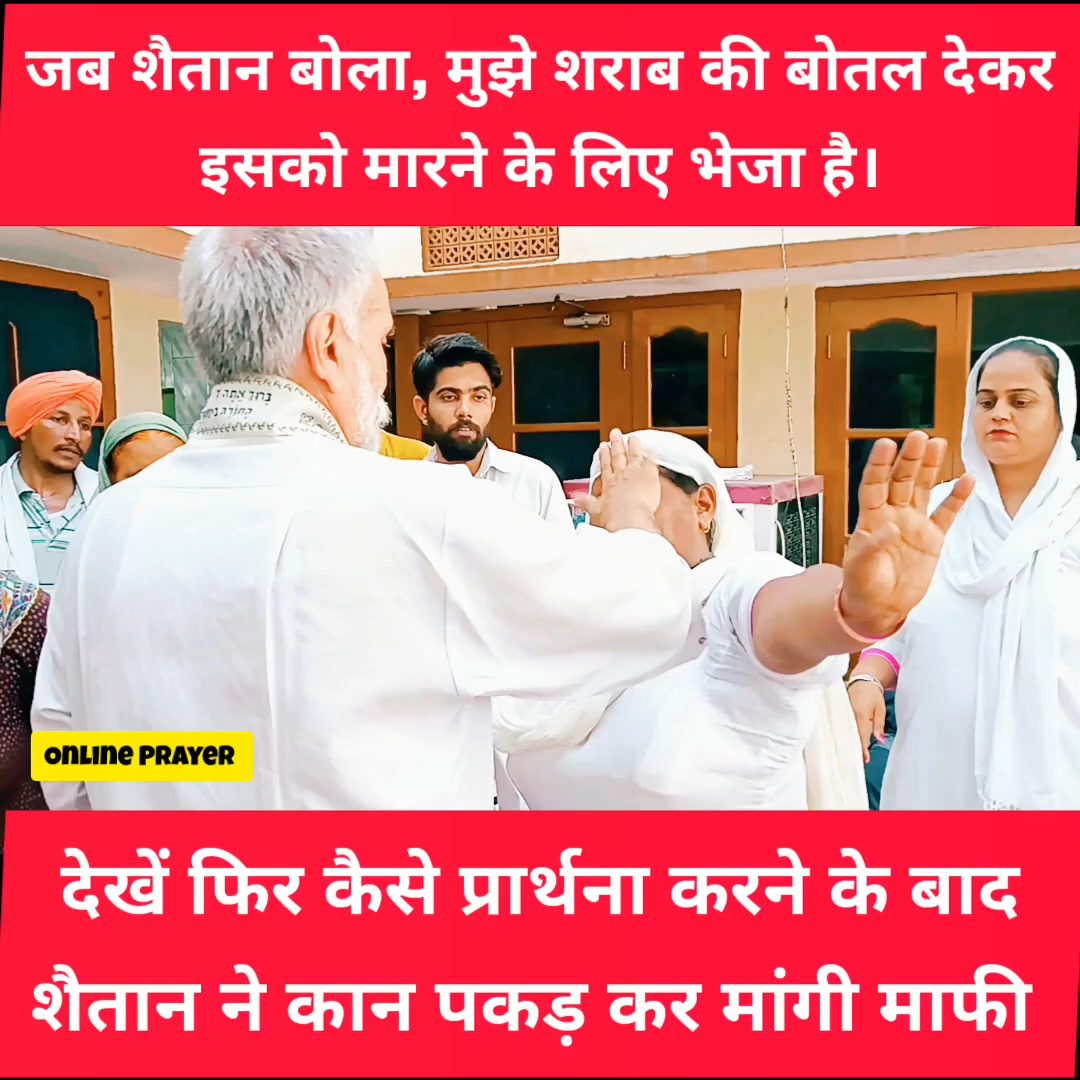 जब शैतान बोला, मुझे शराब की बोतल देकर
इसको मारने के लिए भेजा है।
ONLINE PRAYER
देखें फिर कैसे प्रार्थना करने के बाद
शैतान ने कान पकड़ कर मांगी माफी